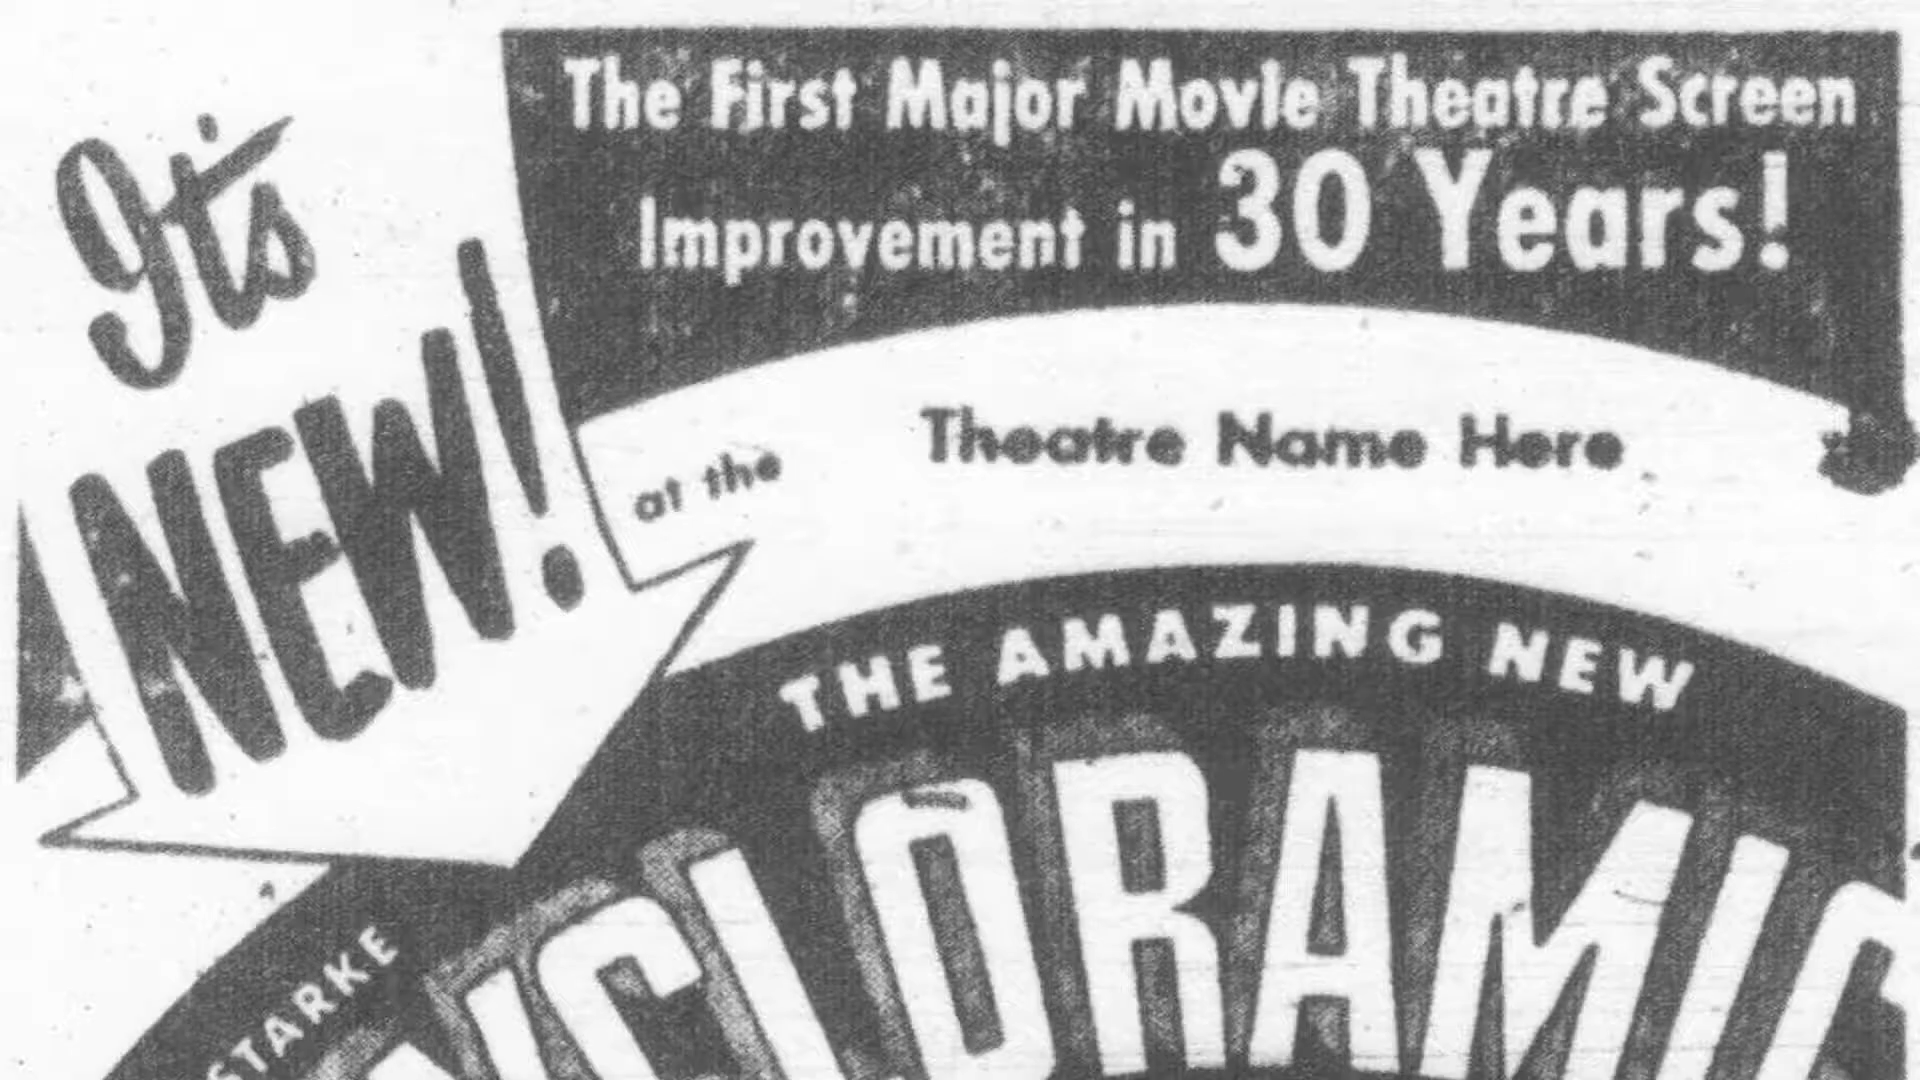 It's
NEW!
The First Major Movie Theatre Screen
Improvement in 30 Years!
at the Theatre Name Here
THE AMAZING NEW
STARKE
CYCLORAMIC